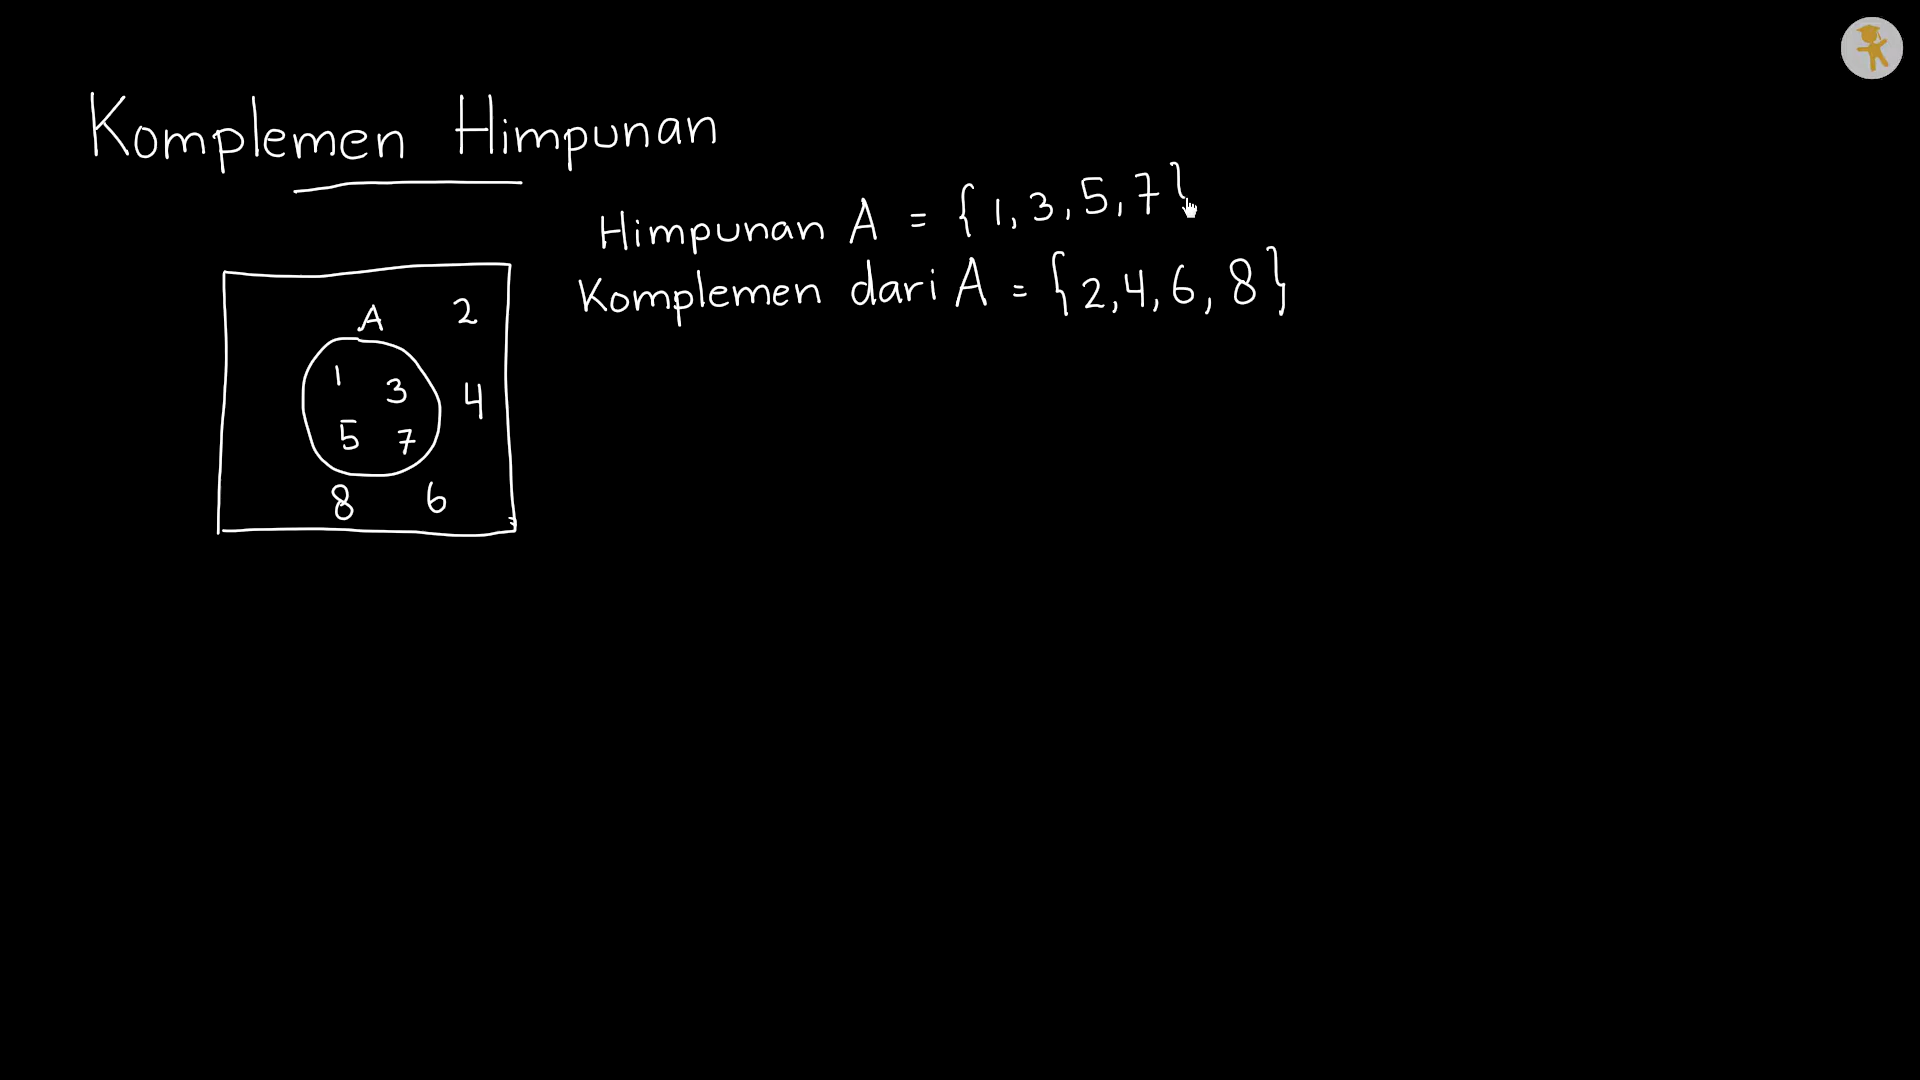 Komplemen Himpunan
Himpunan A = {1, 3, 5, 7}
Komplemen dari A = {2, 4, 6, 8}
A 2
1 3 4
5 7
8 6